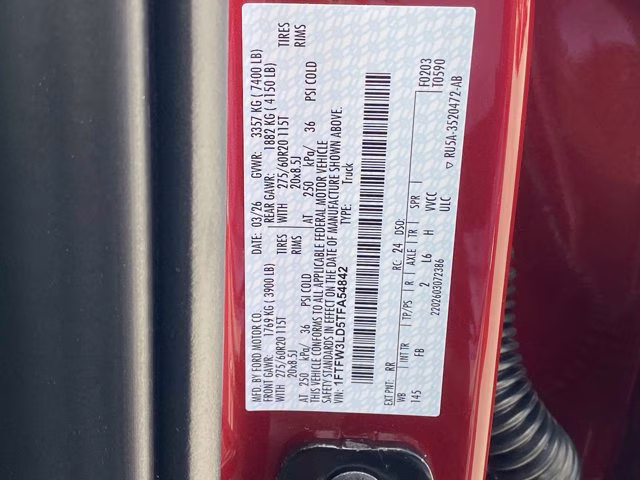 MFD. BY FORD MOTOR CO. DATE: 03/26 GVWR: 3357 KG ( 7400 LB)
FRONT GAWR: 1769 KG ( 3900 LB) REAR GAWR: 1882 KG ( 4150 LB)
275/60R20 115T TIRES WITH 275/60R20 115T TIRES
20x8.5J RIMS 20x8.5J RIMS
AT 250 kPa/ 36 PSI COLD AT 250 kPa/ 36 PSI COLD
THIS VEHICLE CONFORMS TO ALL APPLICABLE FEDERAL MOTOR VEHICLE
SAFETY STANDARDS IN EFFECT ON THE DATE OF MANUFACTURE SHOWN ABOVE.
VIN: 1FTFW3LD5TFA54842 TYPE: Truck
F0203
T0590
EXT PNT: RR RC: 24 DSO:
WB INT TR TP/PS R AXLE TR SPR
145 FB 2 L6 H VVCC
ULC
2202603072386
▽ RU5A-3520472-AB